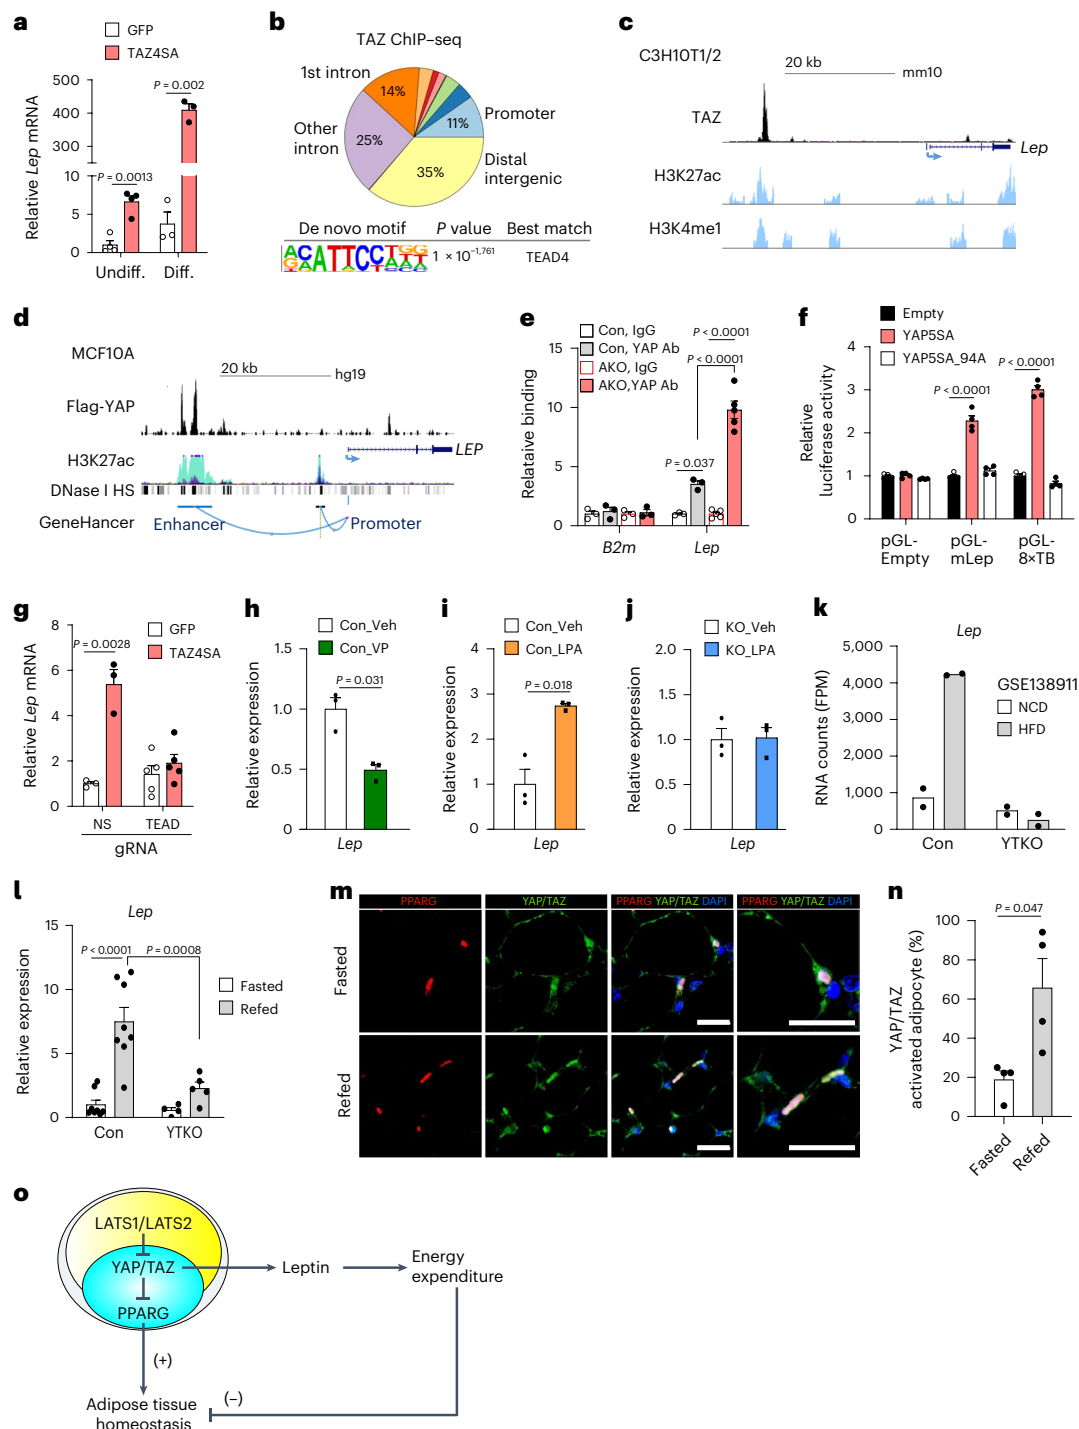 a
GFP
TAZ4SA
Relative Lep mRNA
500
400
300
10
5
0
P = 0.002
P = 0.0013
Undiff.
Diff.
b
TAZ ChIP–seq
1st intron
14%
Other
intron
25%
Promoter
11%
Distal
intergenic
35%
De novo motif
P value
Best match
1 × 10−1,761
TEAD4
c
C3H10T1/2
20 kb
mm10
TAZ
Lep
H3K27ac
H3K4me1
d
MCF10A
20 kb
hg19
Flag-YAP
LEP
H3K27ac
DNase I HS
GeneHancer
Enhancer
Promoter
e
Con, IgG
Con, YAP Ab
AKO, IgG
AKO,YAP Ab
P < 0.0001
P < 0.0001
P = 0.037
Relataive binding
15
10
5
0
B2m
Lep
f
Empty
YAP5SA
YAP5SA_94A
P < 0.0001
P < 0.0001
Relative
luciferase activity
4
3
2
1
0
pGL-
Empty
pGL-
mLep
pGL-
8×TB
g
GFP
TAZ4SA
P = 0.0028
Relative Lep mRNA
8
6
4
2
0
NS
TEAD
gRNA
h
Con_Veh
Con_VP
P = 0.031
Relative expression
1.5
1.0
0.5
0
Lep
i
Con_Veh
Con_LPA
P = 0.018
Relative expression
4
3
2
1
0
Lep
j
KO_Veh
KO_LPA
Relative expression
2.0
1.5
1.0
0.5
0
Lep
k
Lep
GSE138911
NCD
HFD
RNA counts (FPM)
5,000
4,000
3,000
2,000
1,000
0
Con
YTKO
l
Lep
P < 0.0001
P = 0.0008
Fasted
Refed
Relative expression
15
10
5
0
Con
YTKO
m
PPARG
YAP/TAZ
PPARG YAP/TAZ DAPI
PPARG YAP/TAZ DAPI
Fasted
Refed
n
P = 0.047
YAP/TAZ
activated adipocyte (%)
100
80
60
40
20
0
Fasted
Refed
o
LATS1/LATS2
YAP/TAZ
PPARG
Leptin
Energy
expenditure
(+)
(−)
Adipose tissue
homeostasis